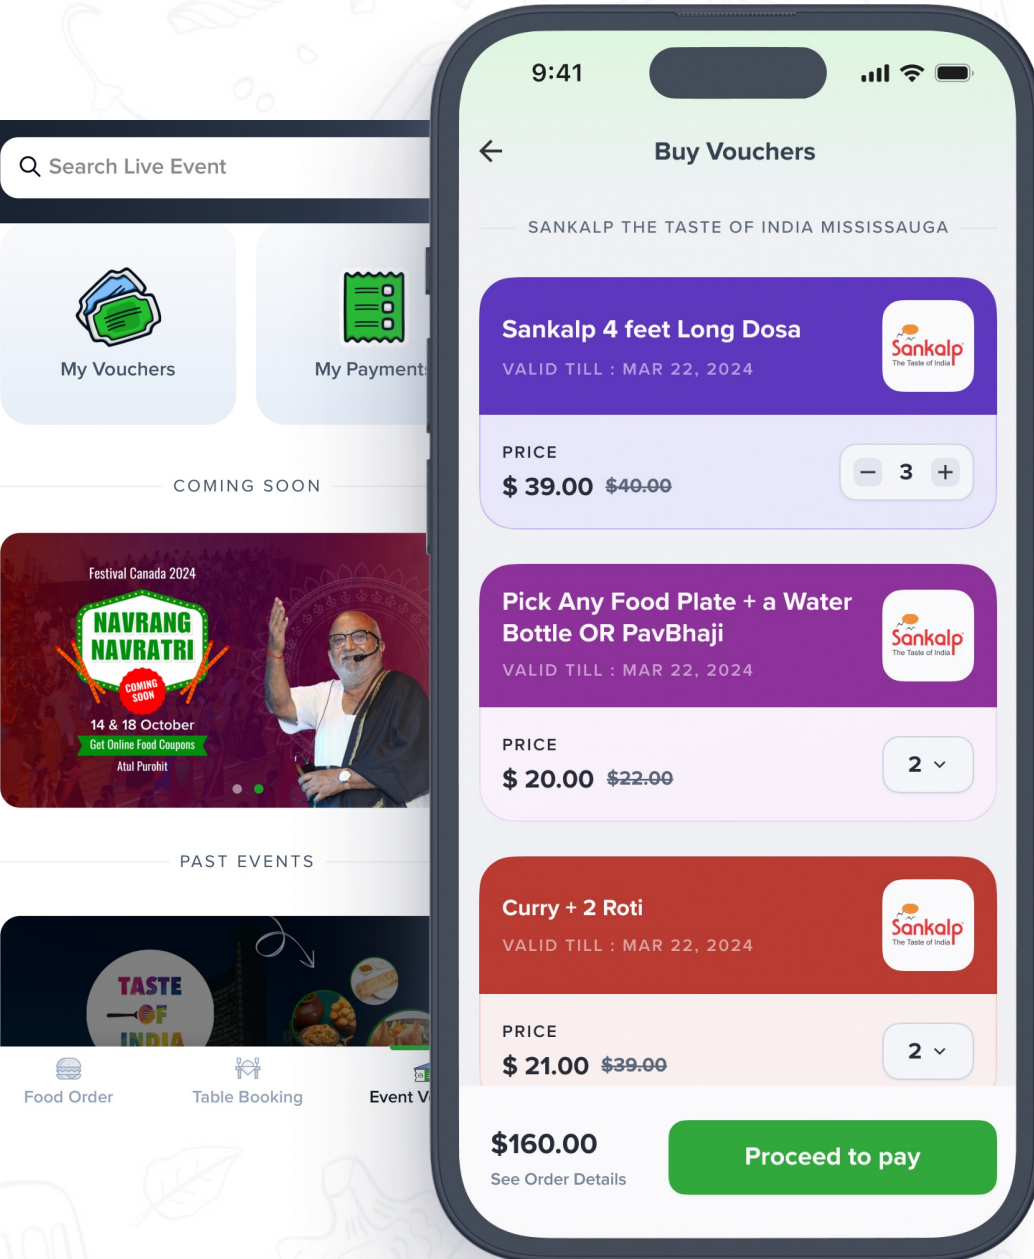 Search Live Event
My Vouchers
My Payment
COMING SOON
Festival Canada 2024
NAVRANG
NAVRATRI
COMING
SOON
14 & 18 October
Get Online Food Coupons
Atul Purohit
PAST EVENTS
TASTE
OF
INDIA
Food Order
Table Booking
Event V
9:41
Buy Vouchers
SANKALP THE TASTE OF INDIA MISSISSAUGA
Sankalp 4 feet Long Dosa
VALID TILL : MAR 22, 2024
Sankalp
The Taste of India
PRICE
$ 39.00 $40.00
− 3 +
Pick Any Food Plate + a Water
Bottle OR PavBhaji
VALID TILL : MAR 22, 2024
Sankalp
The Taste of India
PRICE
$ 20.00 $22.00
2
Curry + 2 Roti
VALID TILL : MAR 22, 2024
Sankalp
The Taste of India
PRICE
$ 21.00 $39.00
2
$160.00
See Order Details
Proceed to pay